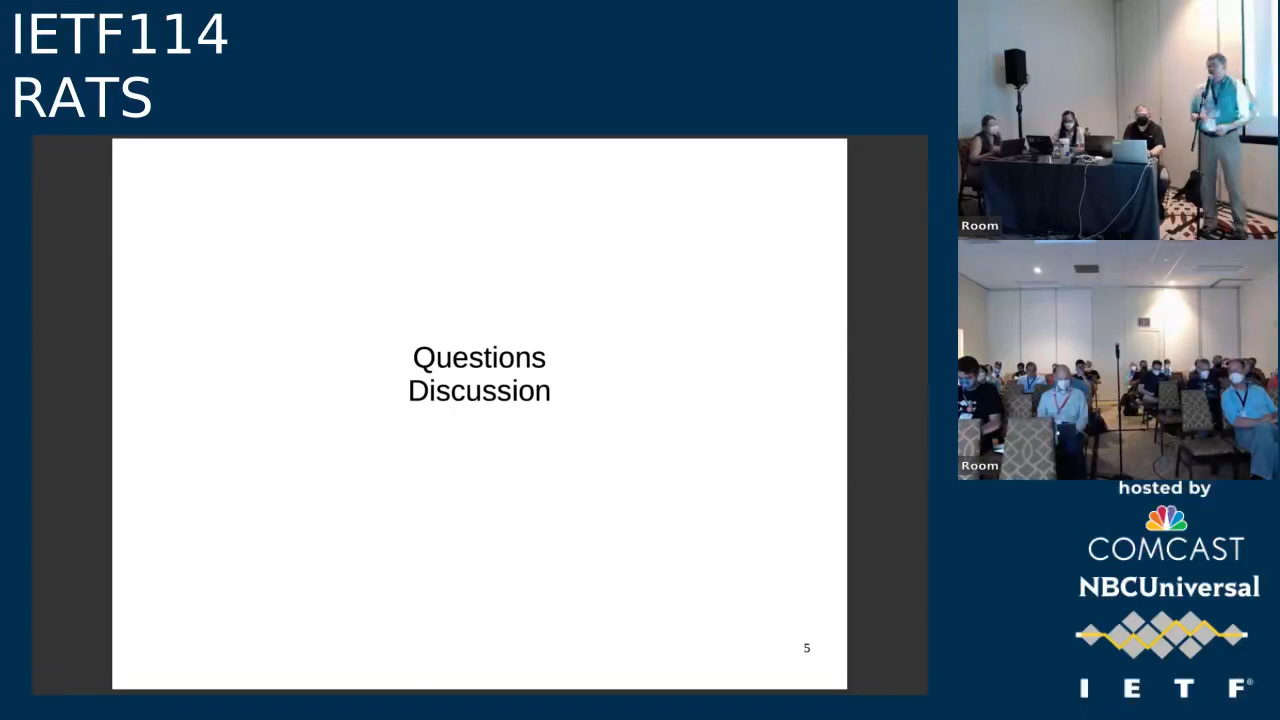 IETF114
RATS
Questions
Discussion
5
Room
Room
hosted by
COMCAST
NBCUniversal
I E T F®